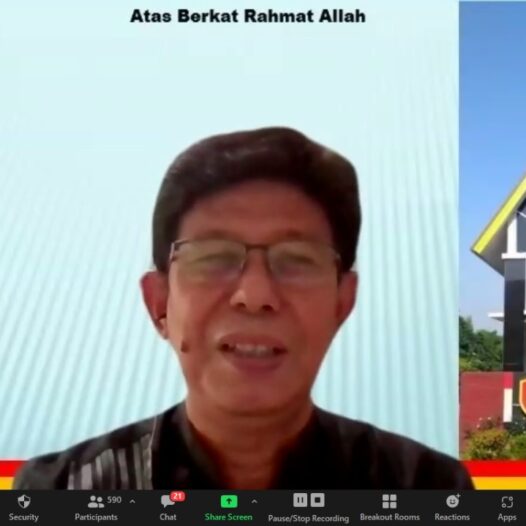 Atas Berkat Rahmat Allah
590
21
Security
Participants
Chat
Share Screen
Pause/Stop Recording
Breakout Rooms
Reactions
Apps